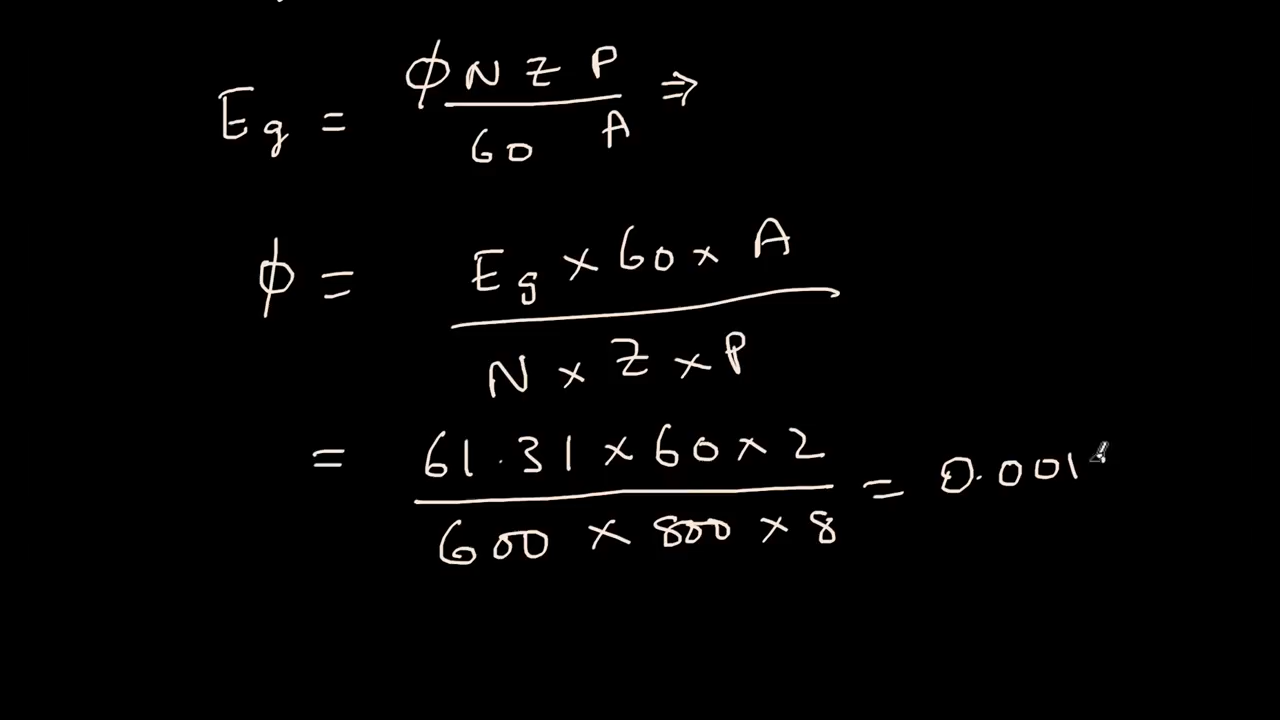 Eg = ϕNZP / 60 A ⇒
ϕ = Eg × 60 × A / N × Z × P
= 61.31 × 60 × 2 / 600 × 800 × 8 = 0.001